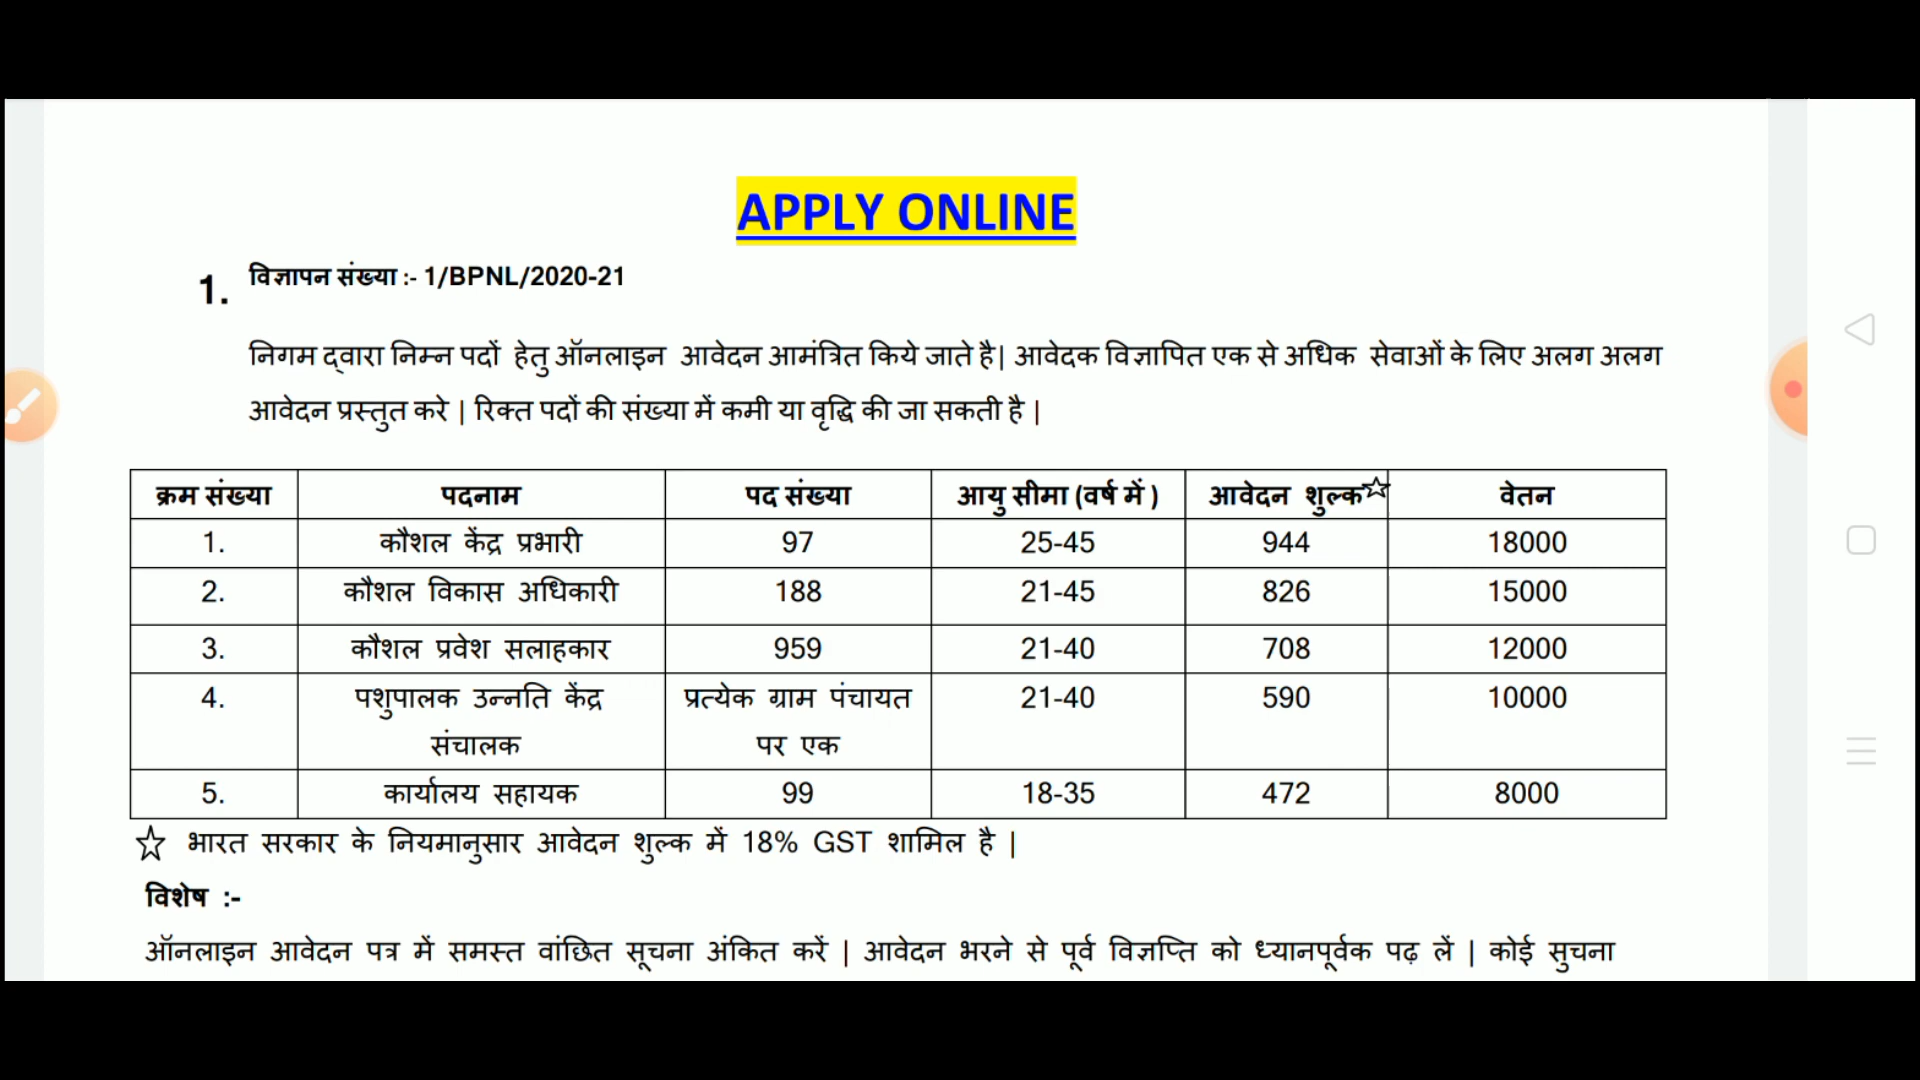 APPLY ONLINE
1. विज्ञापन संख्या :- 1/BPNL/2020-21
निगम द्वारा निम्न पदों हेतु ऑनलाइन आवेदन आमंत्रित किये जाते है| आवेदक विज्ञापित एक से अधिक सेवाओं के लिए अलग अलग
आवेदन प्रस्तुत करे | रिक्त पदों की संख्या में कमी या वृद्धि की जा सकती है |
क्रम संख्या पदनाम पद संख्या आयु सीमा (वर्ष में ) आवेदन शुल्क☆ वेतन
1. कौशल केंद्र प्रभारी 97 25-45 944 18000
2. कौशल विकास अधिकारी 188 21-45 826 15000
3. कौशल प्रवेश सलाहकार 959 21-40 708 12000
4. पशुपालक उन्नति केंद्र प्रत्येक ग्राम पंचायत 21-40 590 10000
संचालक पर एक
5. कार्यालय सहायक 99 18-35 472 8000
☆ भारत सरकार के नियमानुसार आवेदन शुल्क में 18% GST शामिल है |
विशेष :-
ऑनलाइन आवेदन पत्र में समस्त वांछित सूचना अंकित करें | आवेदन भरने से पूर्व विज्ञप्ति को ध्यानपूर्वक पढ़ लें | कोई सुचना